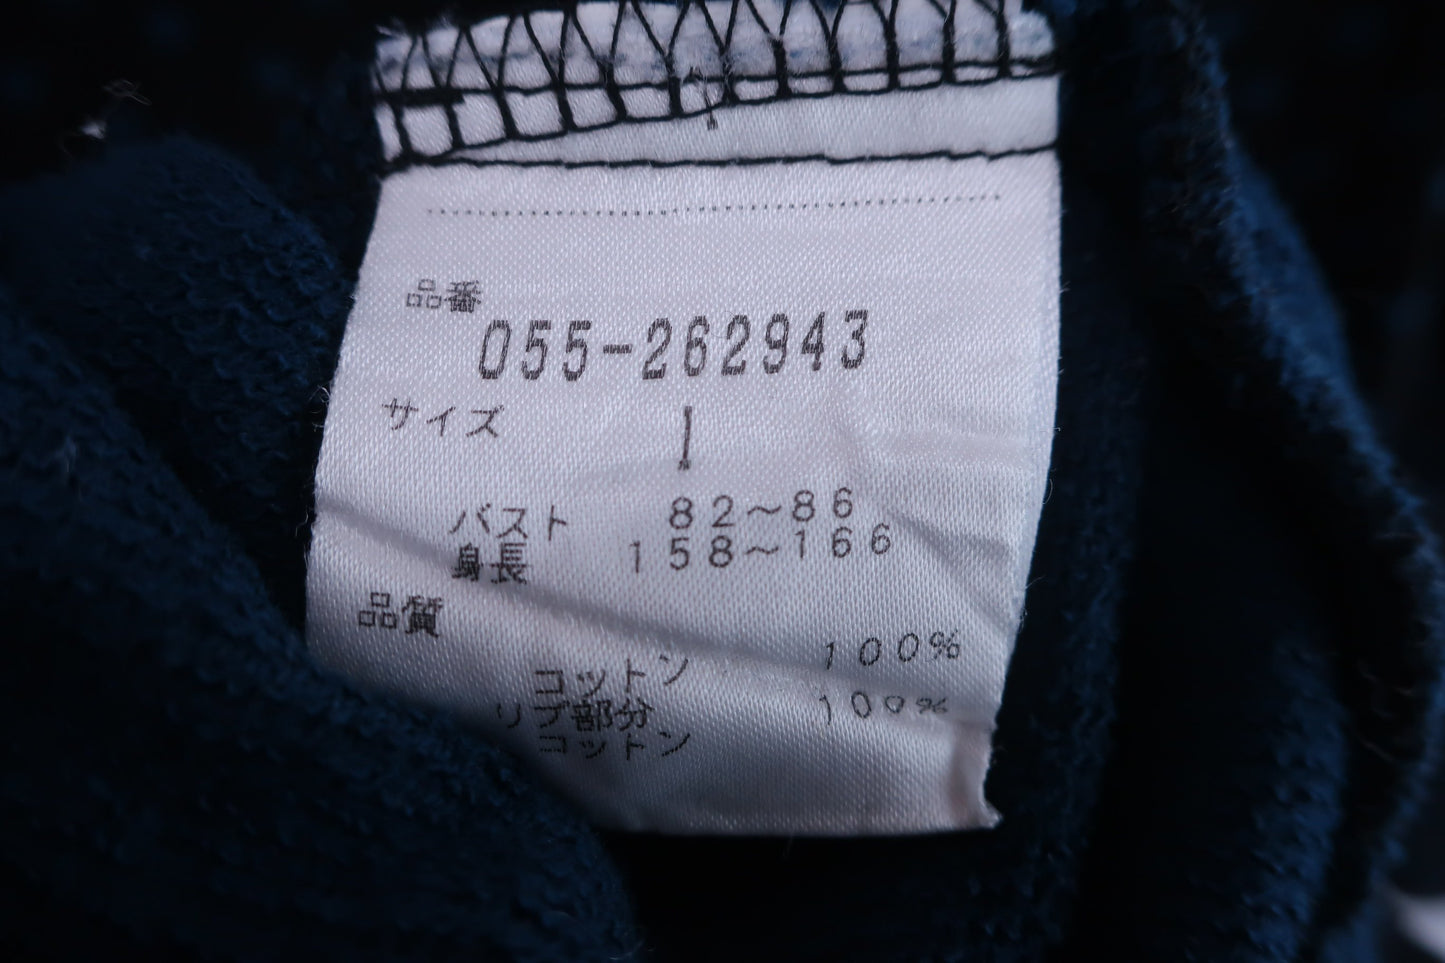 品番
055-262943
サイズ
バスト 82～86
身長 158～166
品質
コットン 100%
リブ部分
コットン 100%